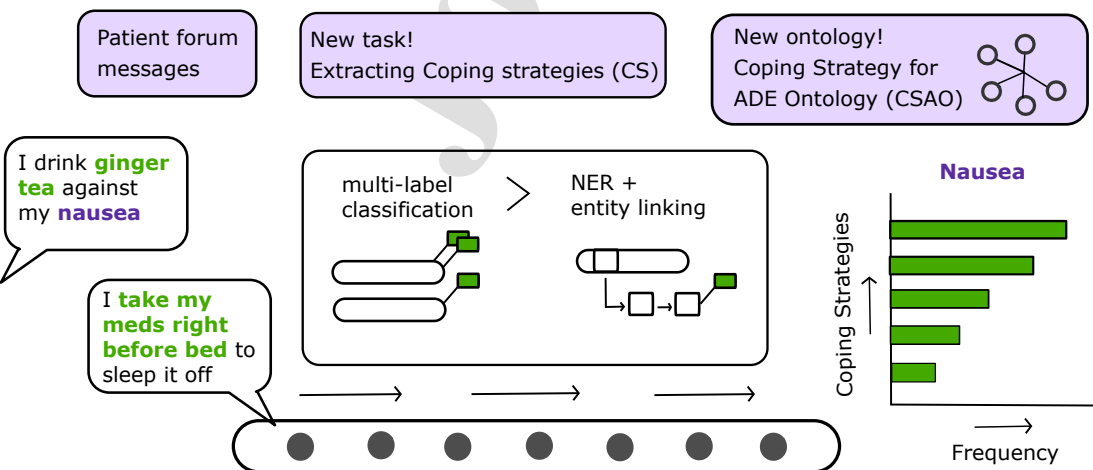 Patient forum
messages
New task!
Extracting Coping strategies (CS)
New ontology!
Coping Strategy for
ADE Ontology (CSAO)
I drink ginger
tea against
my nausea
I take my
meds right
before bed to
sleep it off
multi-label
classification
>
NER +
entity linking
Nausea
Coping Strategies
Frequency